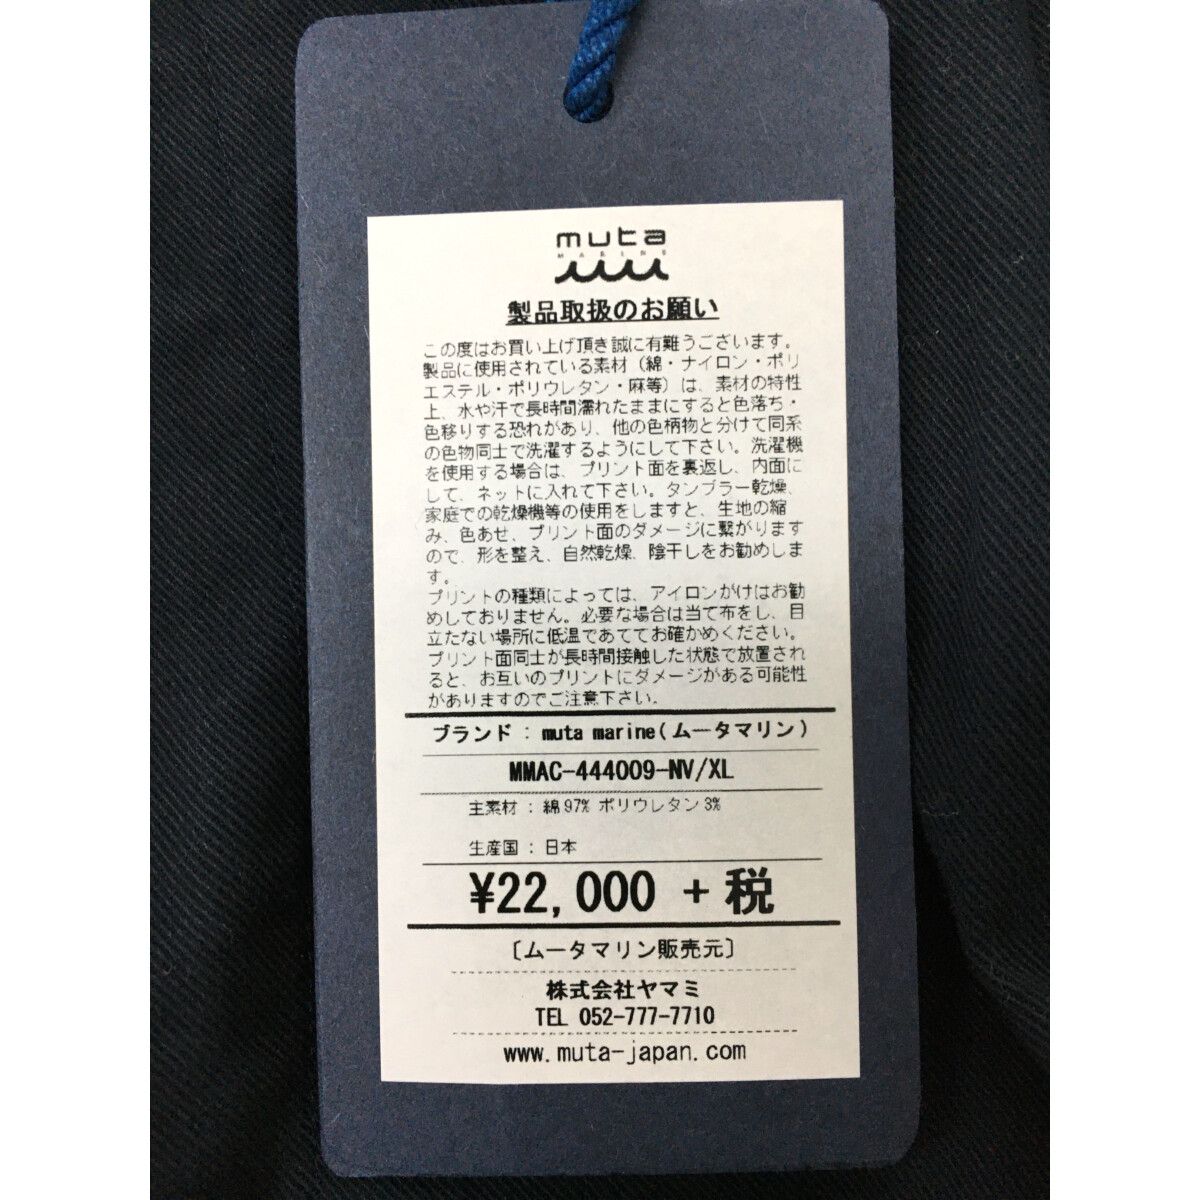 muta
MARINE
製品取扱のお願い
この度はお買い上げ頂き誠に有難うございます。
製品に使用されている素材（綿・ナイロン・ポリ
エステル・ポリウレタン・麻等）は、素材の特性
上、水や汗で長時間濡れたままにすると色落ち・
色移りする恐れがあり、他の色柄物と分けて同系
の色物同士で洗濯するようにして下さい。洗濯機
を使用する場合は、プリント面を裏返し、内面に
して、ネットに入れて下さい。タンブラー乾燥、
家庭での乾燥機等の使用をしますと、生地の縮
み、色あせ、プリント面のダメージに繋がります
ので、形を整え、自然乾燥、陰干しをお勧めしま
す。
プリントの種類によっては、アイロンがけはお勧
めしておりません。必要な場合は当て布をし、目
立たない場所に低温であててお確かめください。
プリント面同士が長時間接触した状態で放置され
ると、お互いのプリントにダメージがある可能性
がありますのでご注意下さい。
ブランド : muta marine(ムータマリン)
MMAC-444009-NV/XL
主素材 : 綿97% ポリウレタン3%
生産国 : 日本
¥22,000 +税
〔ムータマリン販売元〕
株式会社ヤマミ
TEL 052-777-7710
www.muta-japan.com